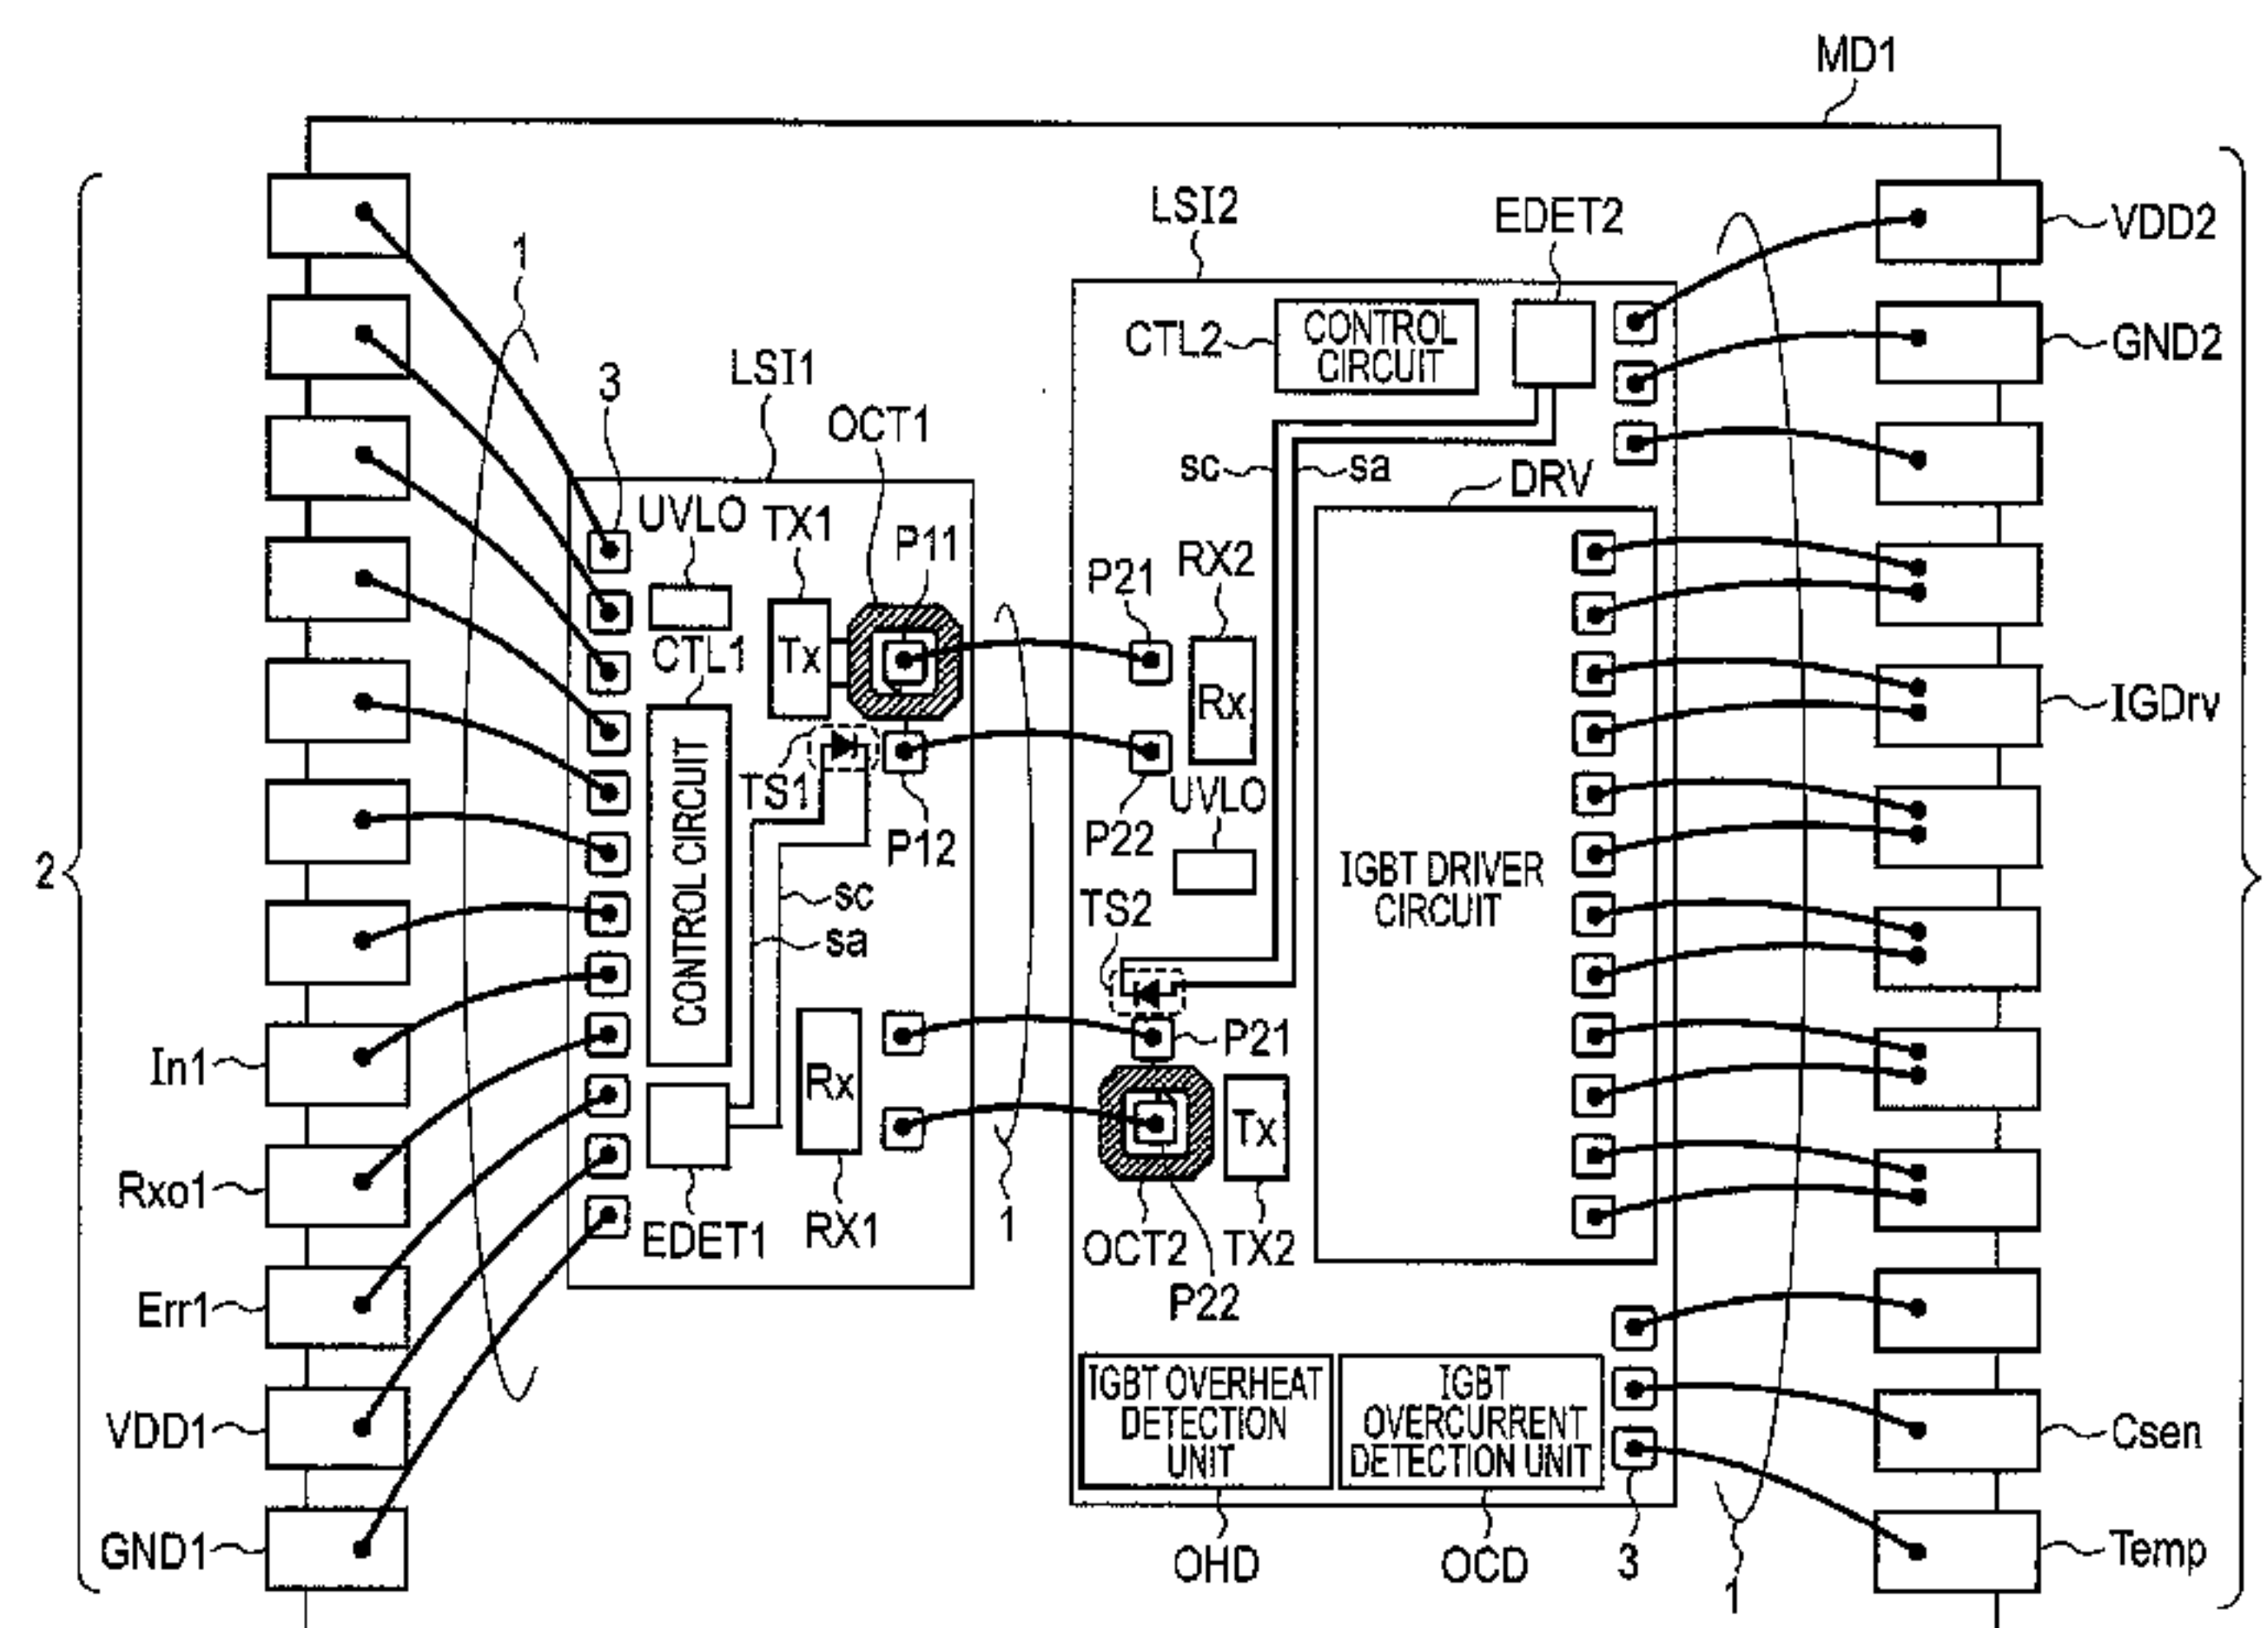 MD1
LSI2
EDET2
VDD2
1
CTL2
CONTROL
CIRCUIT
GND2
3
LSI1
OCT1
sc
sa
DRV
UVLO
TX1
P11
P21
RX2
CTL1
Tx
Rx
IGDrv
TS1
UVLO
P12
P22
2
CONTROL CIRCUIT
sc
IGBT DRIVER
CIRCUIT
TS2
sa
In1
Rx
P21
Tx
Rxo1
EDET1
RX1
1
OCT2
TX2
P22
Err1
IGBT OVERHEAT
DETECTION
UNIT
IGBT
OVERCURRENT
DETECTION UNIT
VDD1
Csen
GND1
OHD
OCD
3
1
Temp